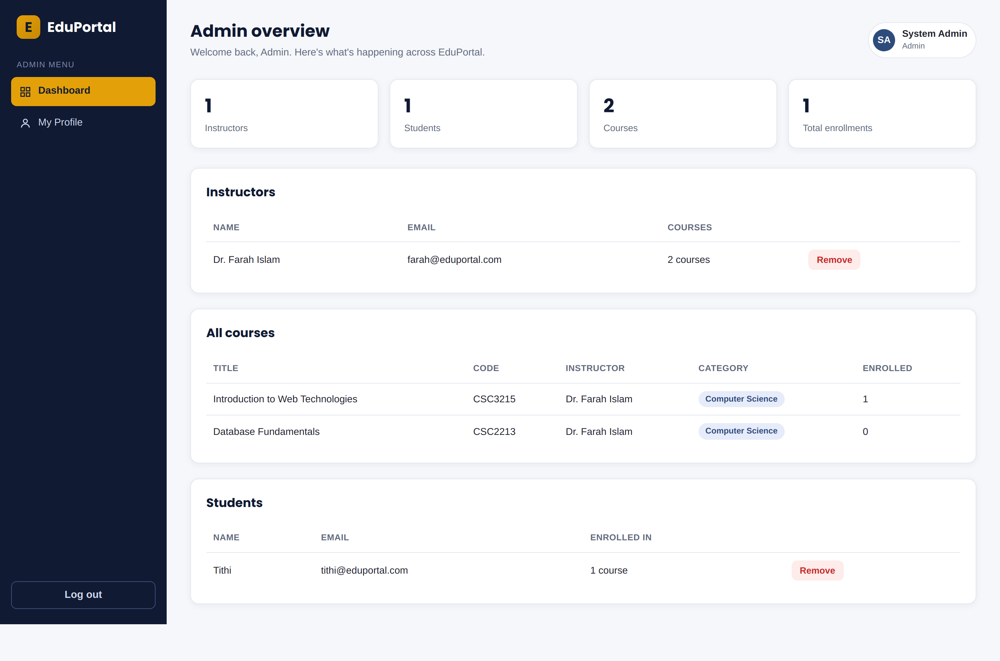 E EduPortal
ADMIN MENU
Dashboard
My Profile
Log out
Admin overview
Welcome back, Admin. Here's what's happening across EduPortal.
SA System Admin
Admin
1
Instructors
1
Students
2
Courses
1
Total enrollments
Instructors
NAME EMAIL COURSES
Dr. Farah Islam farah@eduportal.com 2 courses Remove
All courses
TITLE CODE INSTRUCTOR CATEGORY ENROLLED
Introduction to Web Technologies CSC3215 Dr. Farah Islam Computer Science 1
Database Fundamentals CSC2213 Dr. Farah Islam Computer Science 0
Students
NAME EMAIL ENROLLED IN
Tithi tithi@eduportal.com 1 course Remove